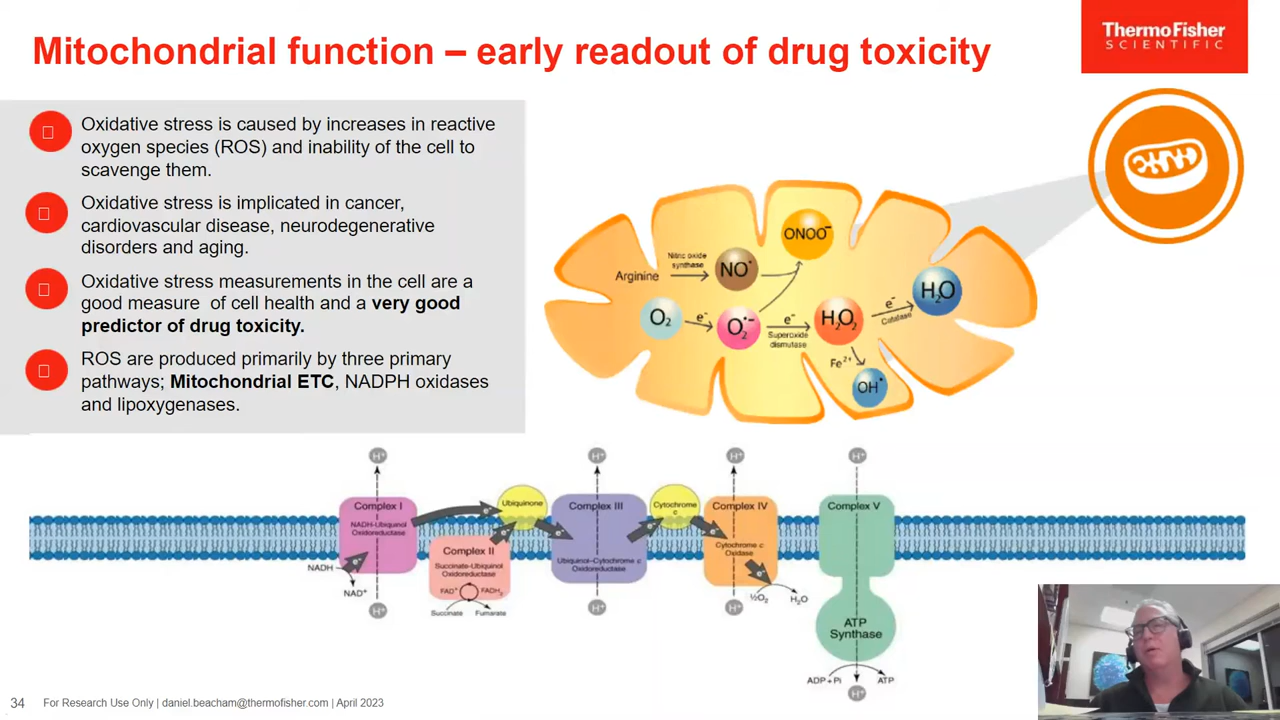 Mitochondrial function – early readout of drug toxicity
ThermoFisher
SCIENTIFIC
Oxidative stress is caused by increases in reactive
oxygen species (ROS) and inability of the cell to
scavenge them.
Oxidative stress is implicated in cancer,
cardiovascular disease, neurodegenerative
disorders and aging.
Oxidative stress measurements in the cell are a
good measure of cell health and a very good
predictor of drug toxicity.
ROS are produced primarily by three primary
pathways; Mitochondrial ETC, NADPH oxidases
and lipoxygenases.
ONOO⁻
Nitric oxide
synthase
Arginine
NO•
O₂
e⁻
O₂•⁻
e⁻
Superoxide
dismutase
H₂O₂
e⁻
Catalase
H₂O
Fe²⁺
OH•
H⁺
H⁺
H⁺
H⁺
Complex I
NADH-Ubiquinol
Oxidoreductase
e⁻
NADH
NAD⁺
H⁺
Ubiquinone
e⁻
e⁻
e⁻
Complex II
Succinate-Ubiquinol
Oxidoreductase
FAD⁺
FADH₂
Succinate
Fumarate
Complex III
Ubiquinol-Cytochrome c
Oxidoreductase
H⁺
Cytochrome
c
e⁻
e⁻
Complex IV
Cytochrome c
Oxidase
e⁻
½O₂
H₂O
H⁺
Complex V
ATP
Synthase
ADP + Pi
ATP
H⁺
34
For Research Use Only | daniel.beacham@thermofisher.com | April 2023